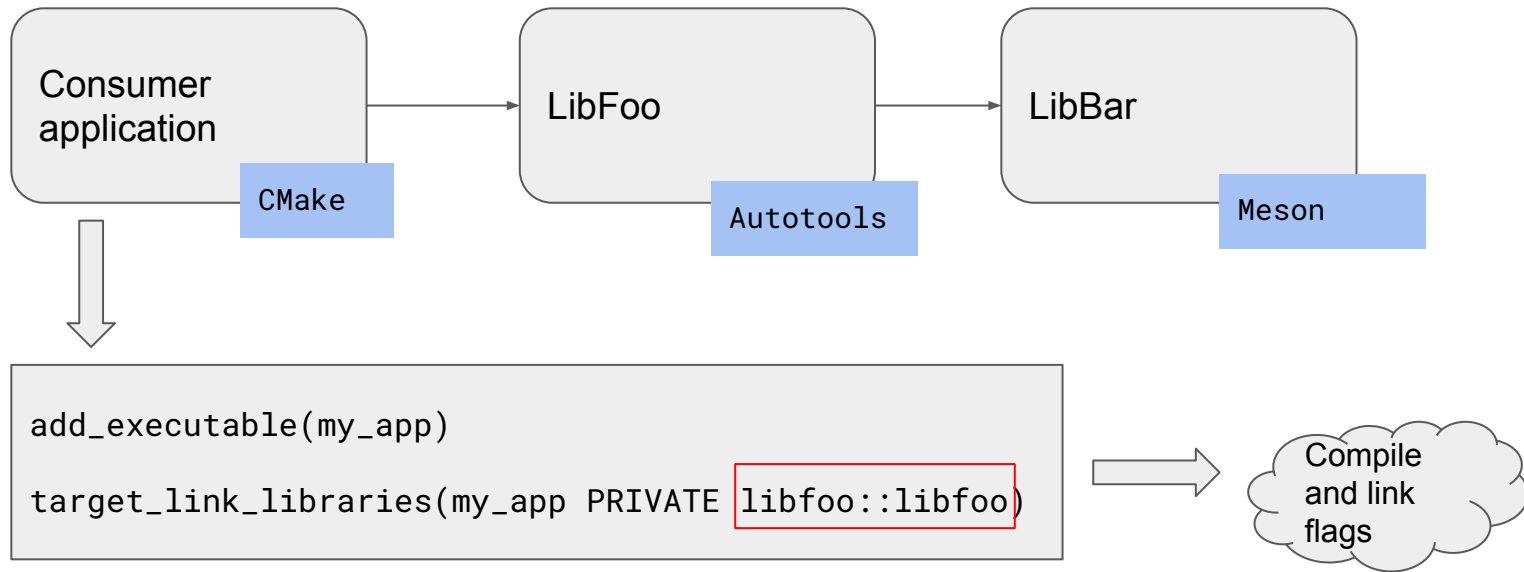 Consumer
application
LibFoo
LibBar
CMake
Autotools
Meson
add_executable(my_app)
target_link_libraries(my_app PRIVATE libfoo::libfoo)
Compile
and link
flags